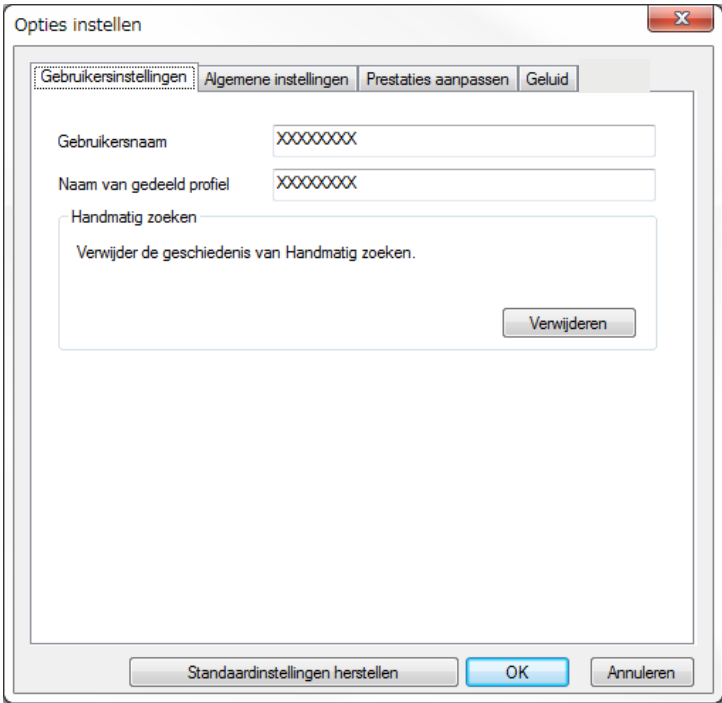 Opties instellen
Gebruikersinstellingen Algemene instellingen Prestaties aanpassen Geluid
Gebruikersnaam XXXXXXXX
Naam van gedeeld profiel XXXXXXXX
Handmatig zoeken
Verwijder de geschiedenis van Handmatig zoeken.
Verwijderen
Standaardinstellingen herstellen OK Annuleren